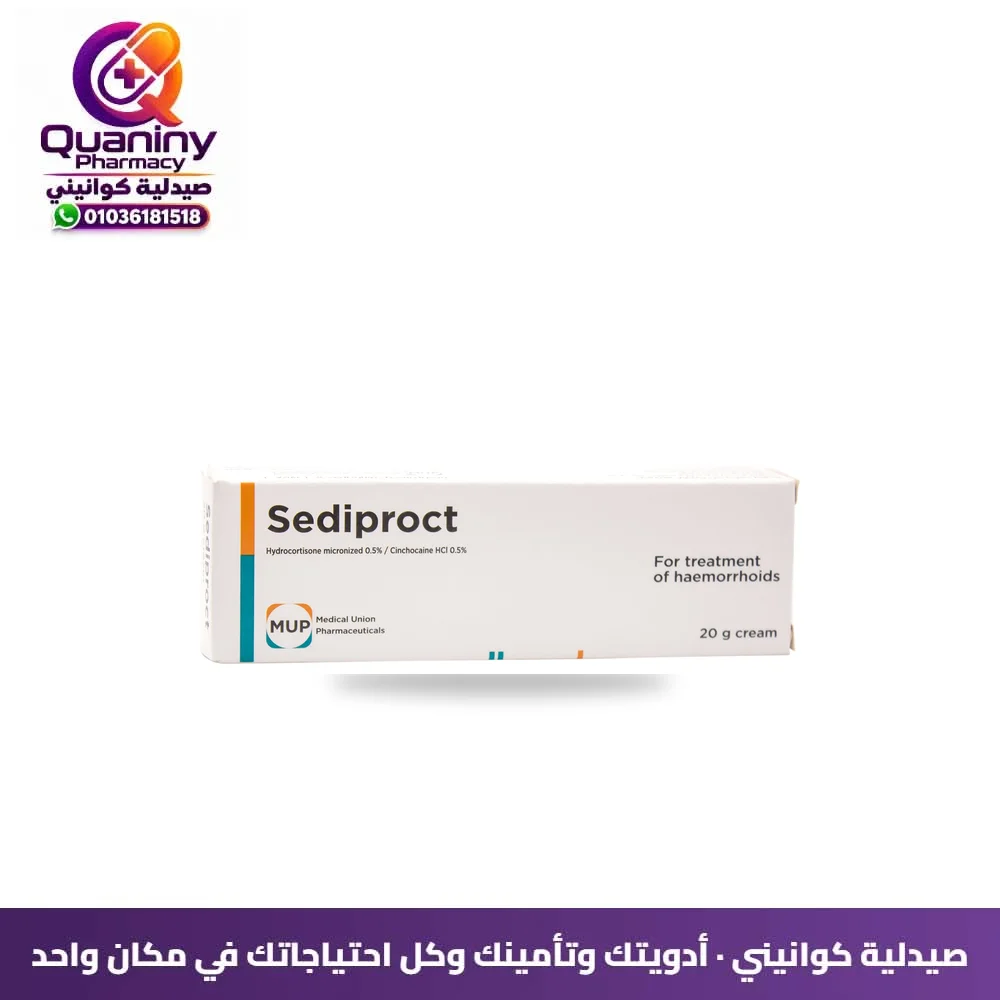 Quaniny
Pharmacy
صيدلية كوانيني
01036181518
Sediproct
Sediproct
Hydrocortisone micronized 0.5% / Cinchocaine HCl 0.5%
For treatment
of haemorrhoids
MUP
Medical Union
Pharmaceuticals
20 g cream
صيدلية كوانيني · أدويتك وتأمينك وكل احتياجاتك في مكان واحد